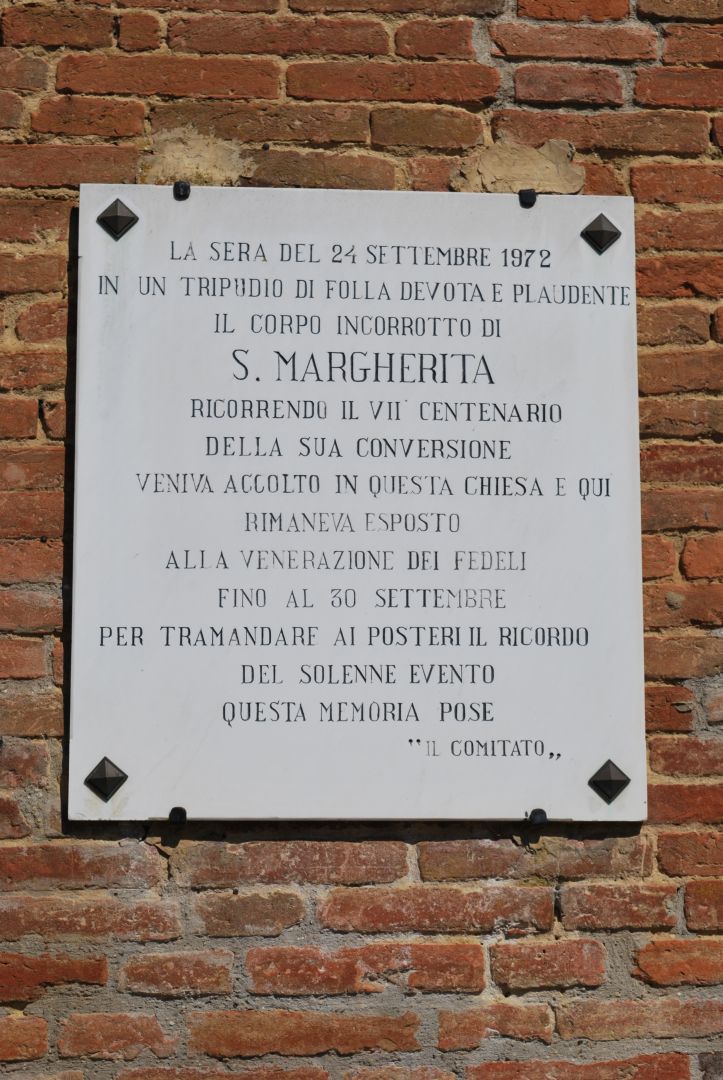 LA SERA DEL 24 SETTEMBRE 1972
IN UN TRIPUDIO DI FOLLA DEVOTA E PLAUDENTE
IL CORPO INCORROTTO DI
S. MARGHERITA
RICORRENDO IL VII° CENTENARIO
DELLA SUA CONVERSIONE
VENIVA ACCOLTO IN QUESTA CHIESA E QUI
RIMANEVA ESPOSTO
ALLA VENERAZIONE DEI FEDELI
FINO AL 30 SETTEMBRE
PER TRAMANDARE AI POSTERI IL RICORDO
DEL SOLENNE EVENTO
QUESTA MEMORIA POSE
"IL COMITATO„